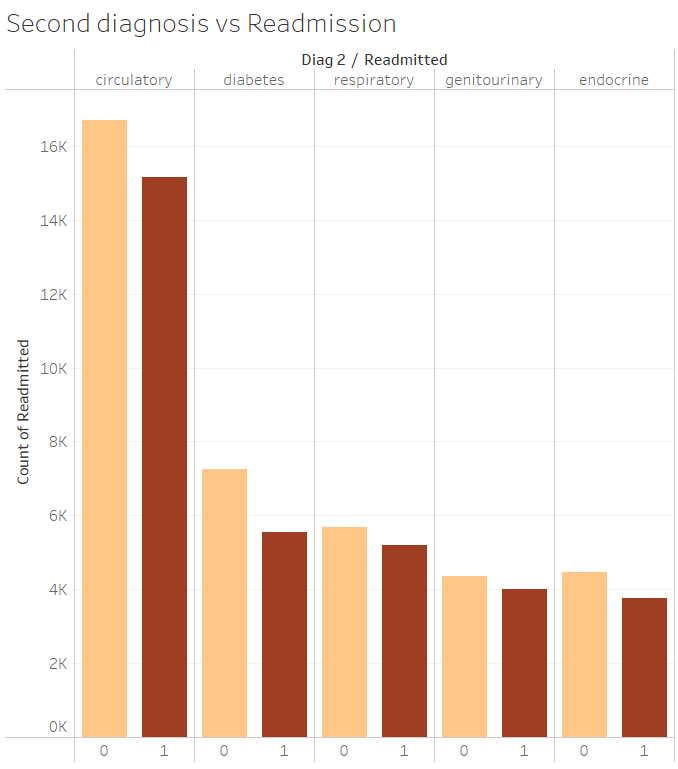 Second diagnosis vs Readmission
Diag 2 / Readmitted
circulatory diabetes respiratory genitourinary endocrine
16K
14K
12K
10K
8K
6K
4K
2K
0K
Count of Readmitted
0 1 0 1 0 1 0 1 0 1